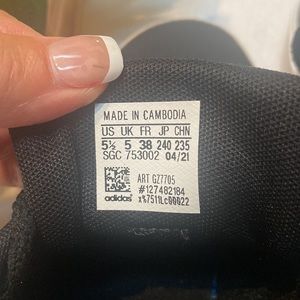 MADE IN CAMBODIA
US UK FR JP CHN
5½ 5 38 240 235
SGC 753002 04/21
ART GZ7705
#127482184
adidas x%7511Lc00022